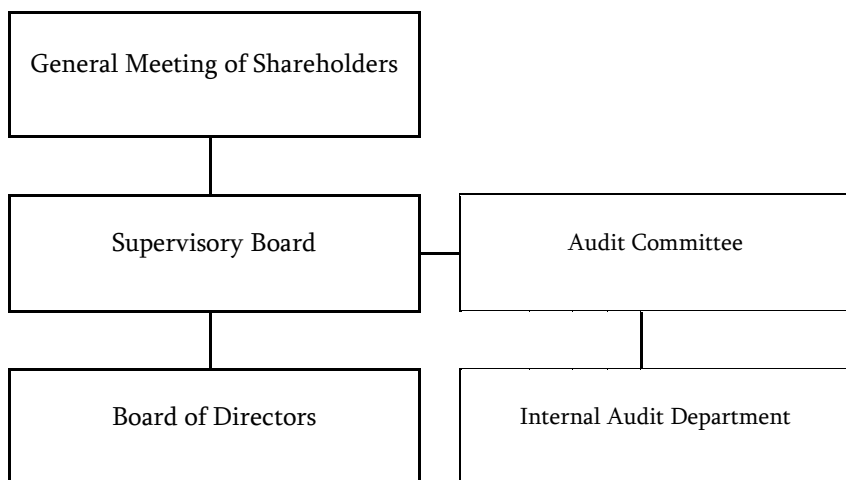 General Meeting of Shareholders
Supervisory Board
Audit Committee
Board of Directors
Internal Audit Department